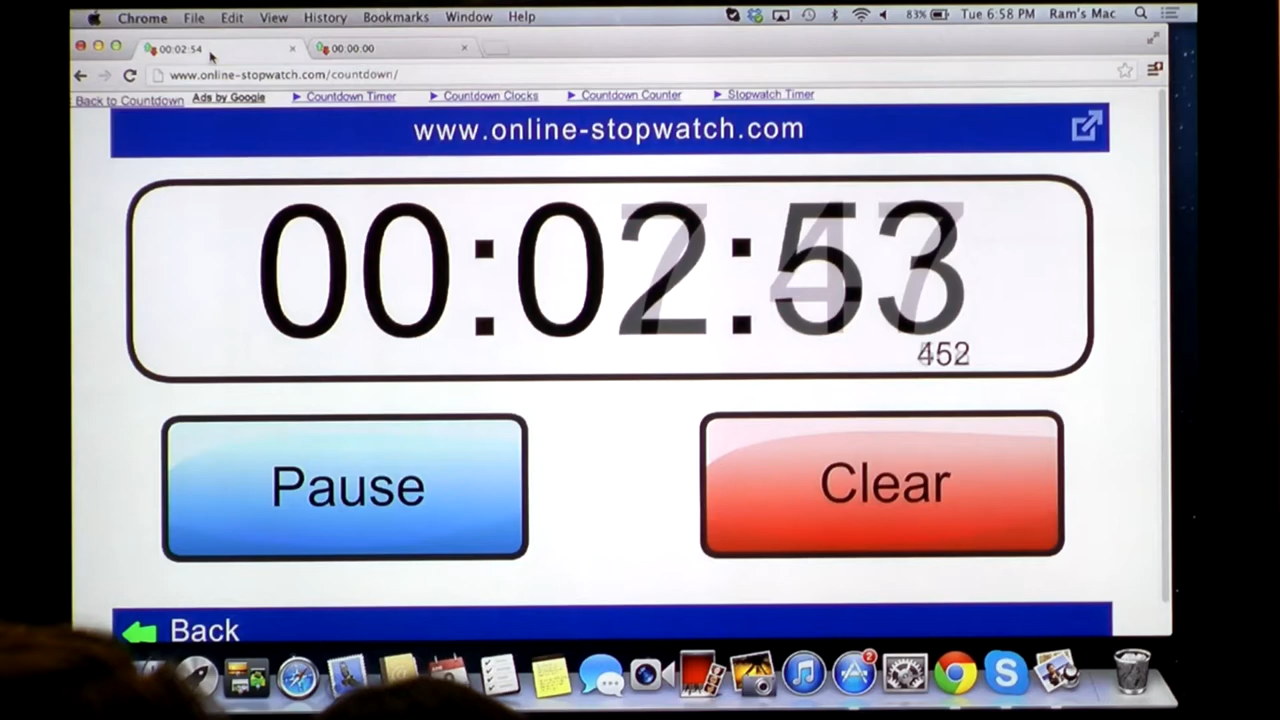 Chrome File Edit View History Bookmarks Window Help 83% Tue 6:58 PM Ram's Mac
00:02:54 00:00:00
www.online-stopwatch.com/countdown/
Back to Countdown Ads by Google Countdown Timer Countdown Clocks Countdown Counter Stopwatch Timer
www.online-stopwatch.com
00:02:53
452
Pause Clear
Back
2